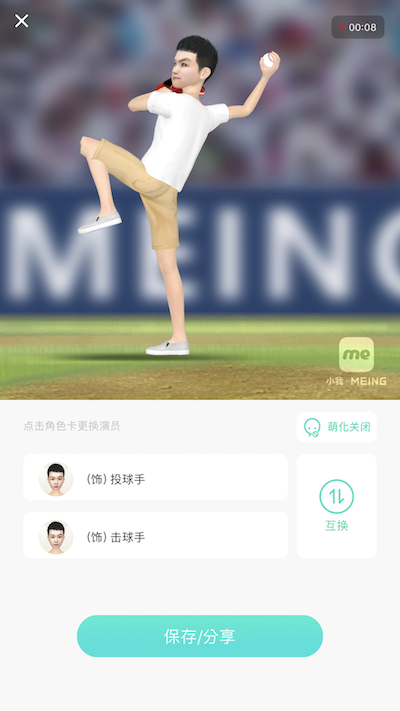 00:08
MEING
me
小我·MEING
点击角色卡更换演员
萌化关闭
(饰) 投球手
互换
(饰) 击球手
保存/分享